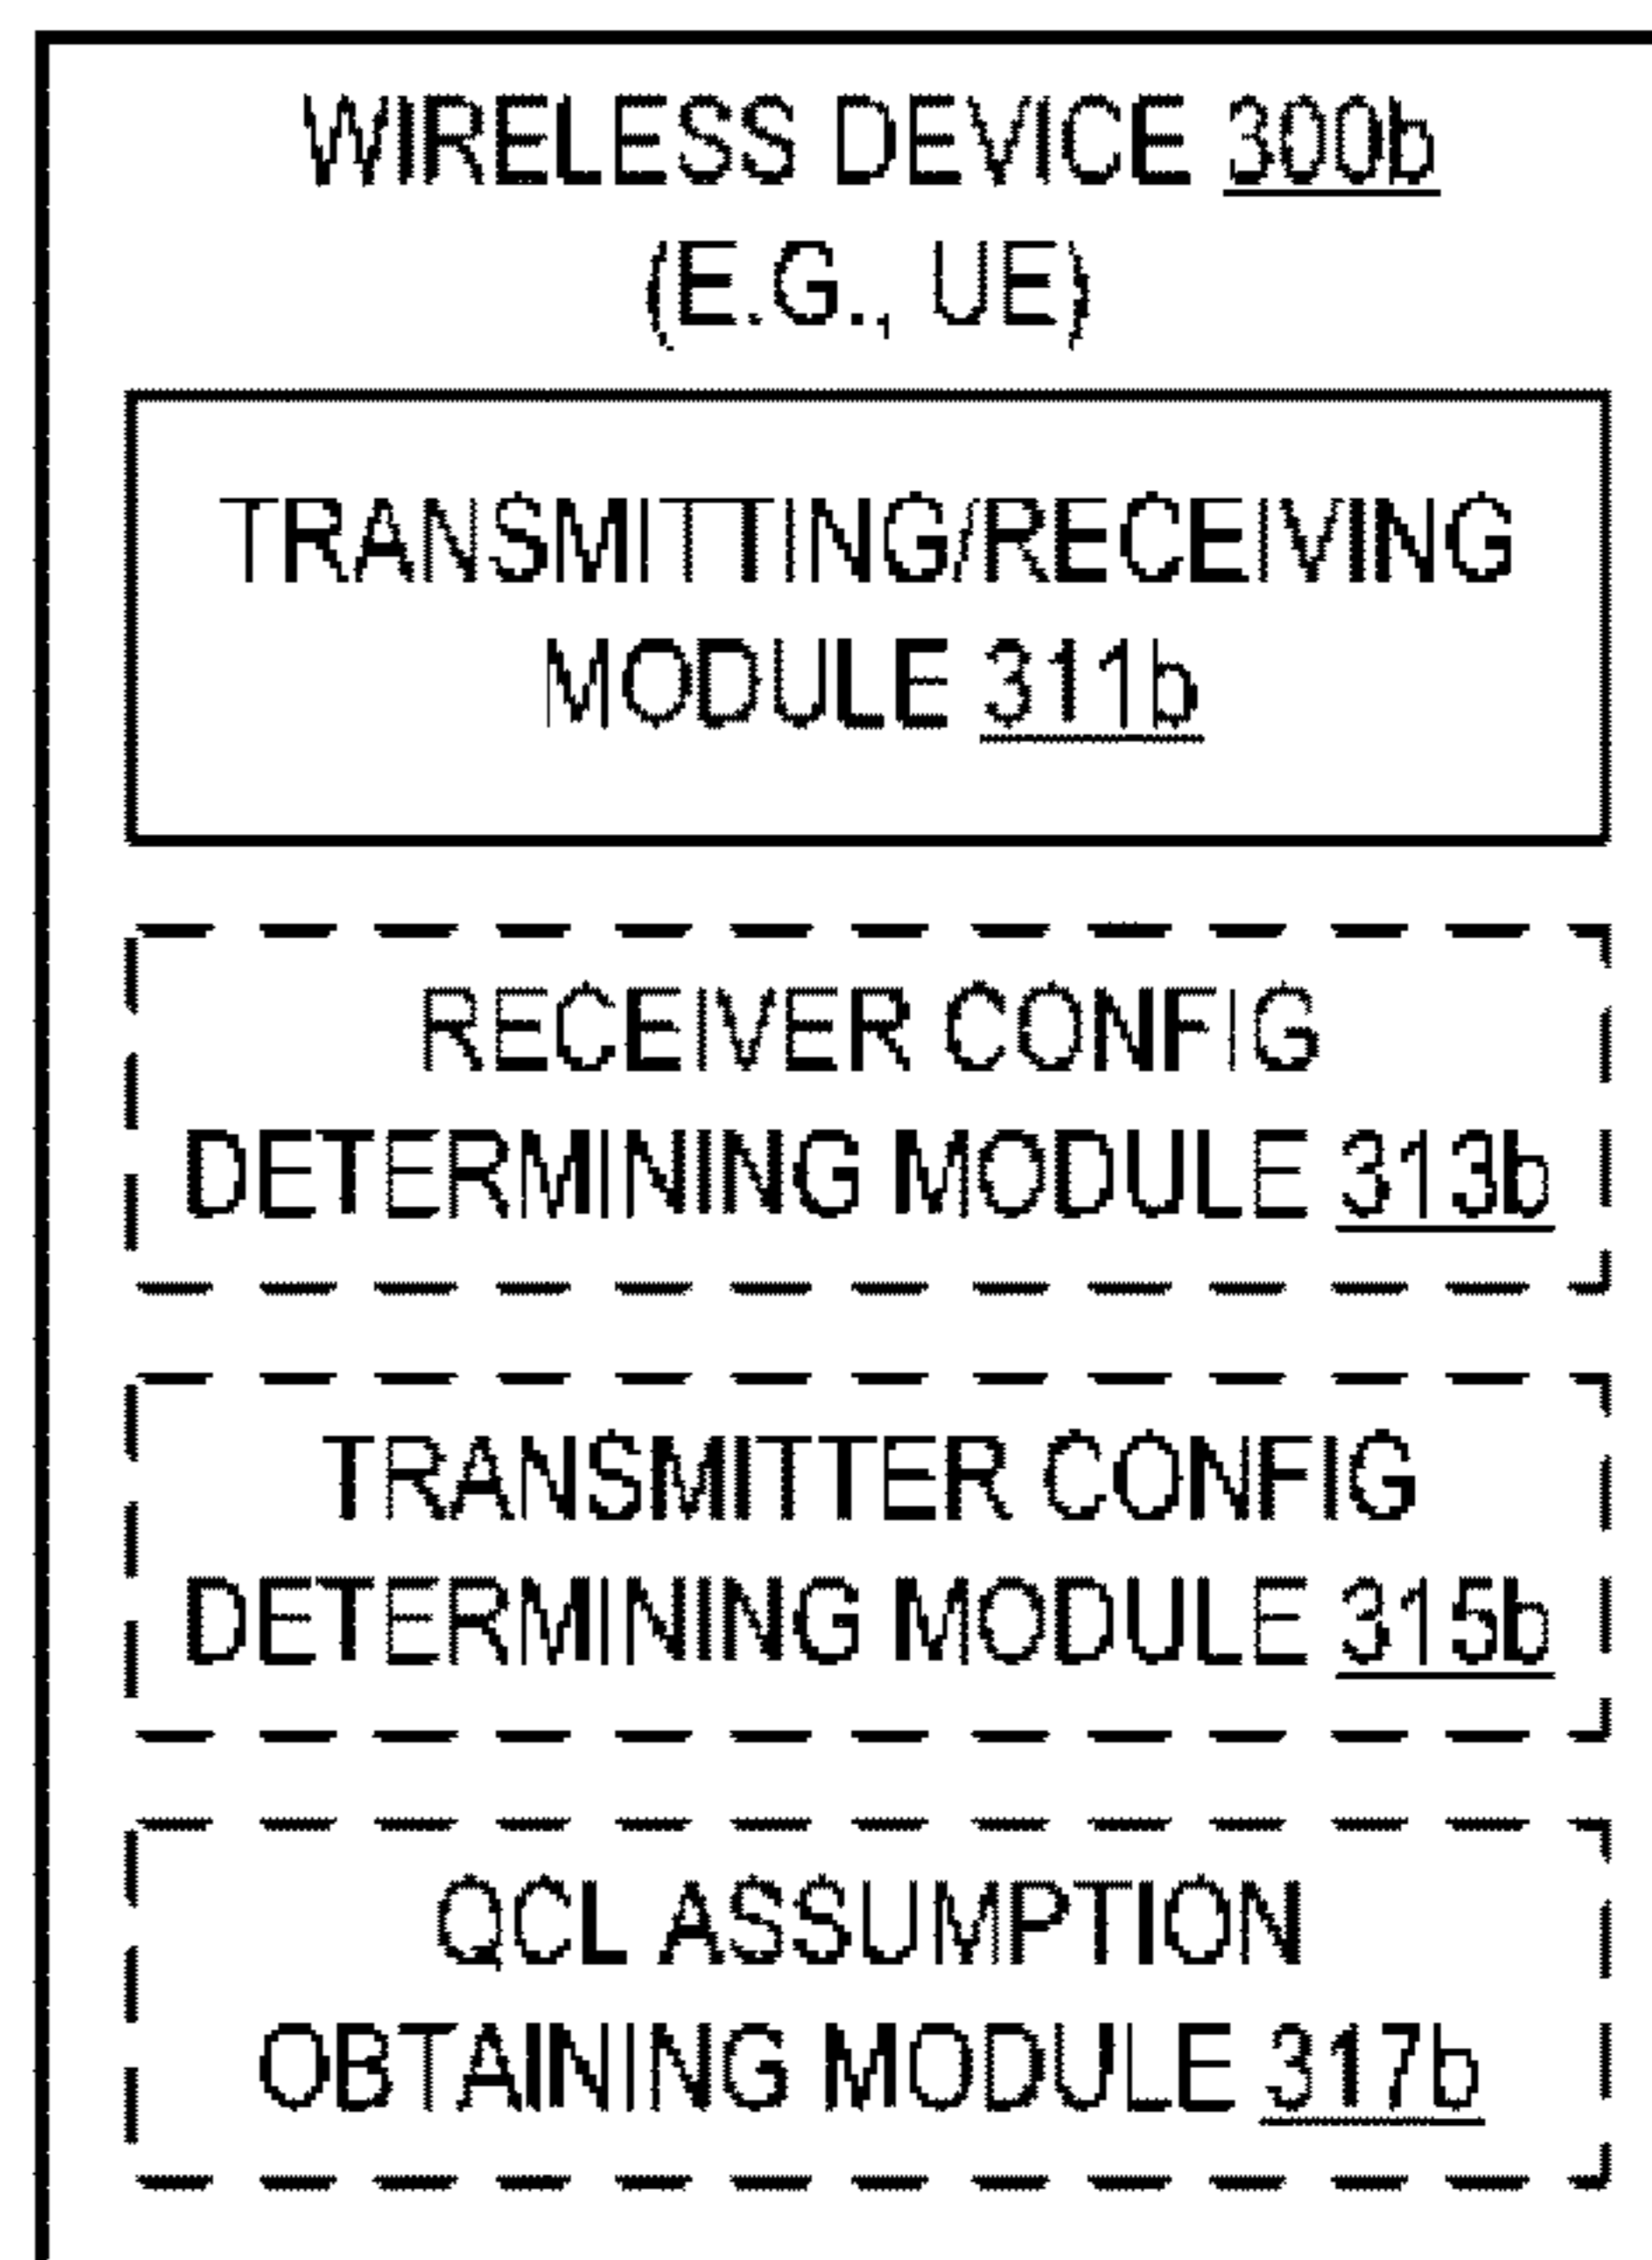 WIRELESS DEVICE 300b
(E.G., UE)
TRANSMITTING/RECEIVING
MODULE 311b
RECEIVER CONFIG
DETERMINING MODULE 313b
TRANSMITTER CONFIG
DETERMINING MODULE 315b
QCL ASSUMPTION
OBTAINING MODULE 317b